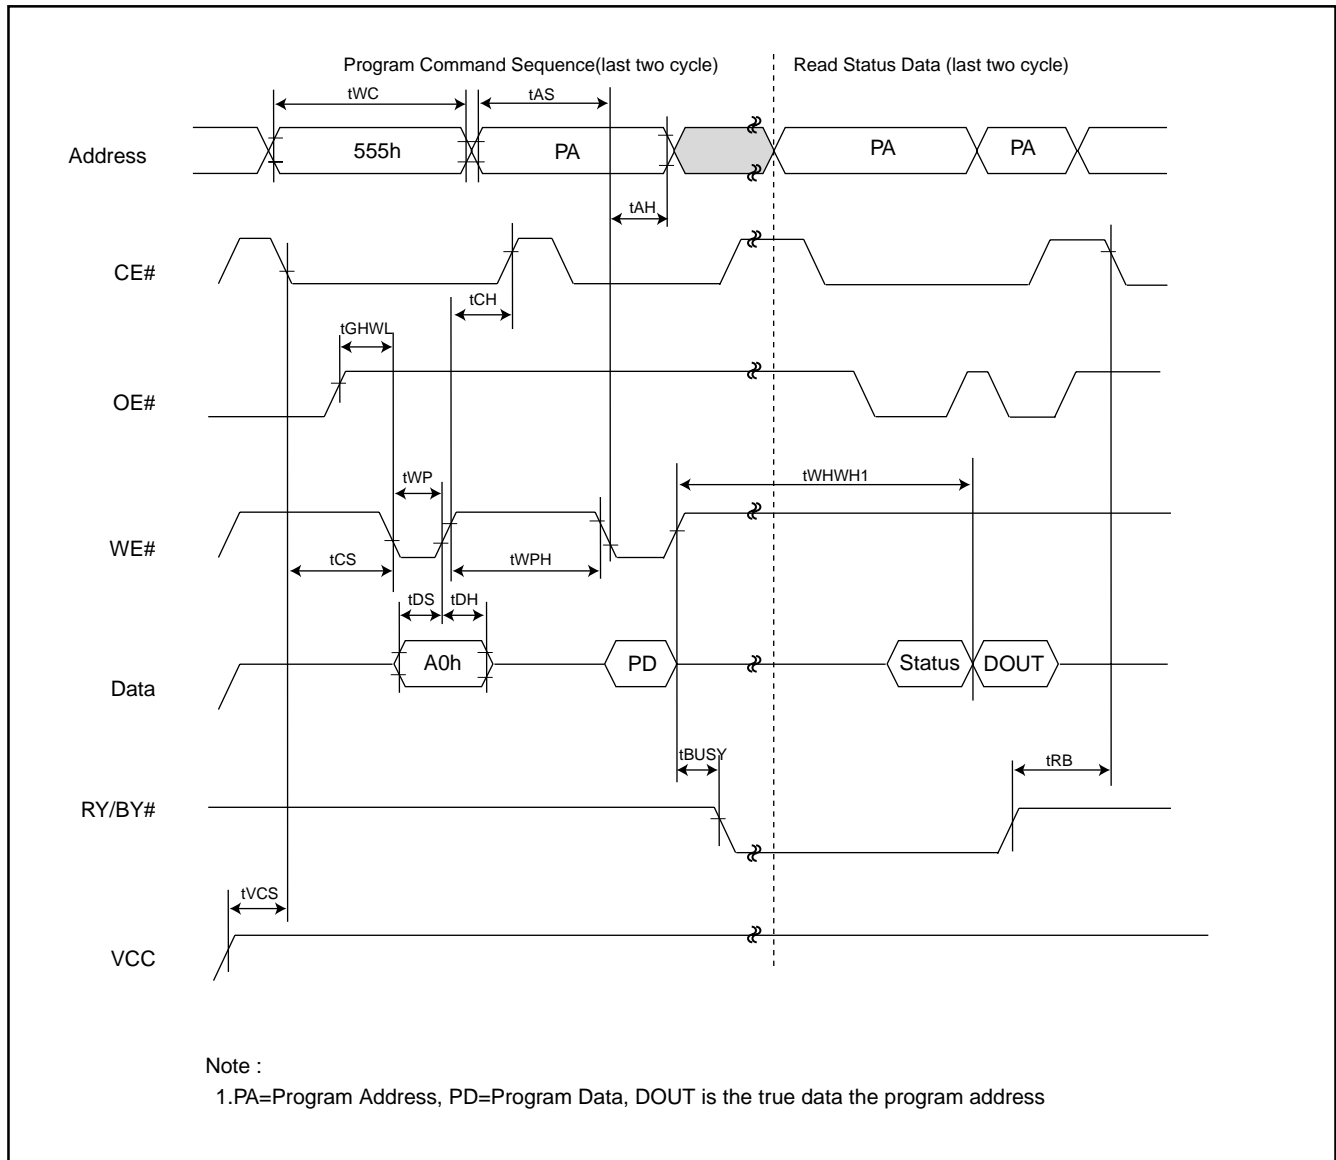 Program Command Sequence(last two cycle) Read Status Data (last two cycle)
tWC tAS
Address 555h PA PA PA
tAH
CE#
tCH
tGHWL
OE#
tWP tWHWH1
WE#
tCS tWPH
tDS tDH
Data A0h PD Status DOUT
tBUSY tRB
RY/BY#
tVCS
VCC
Note :
1.PA=Program Address, PD=Program Data, DOUT is the true data the program address